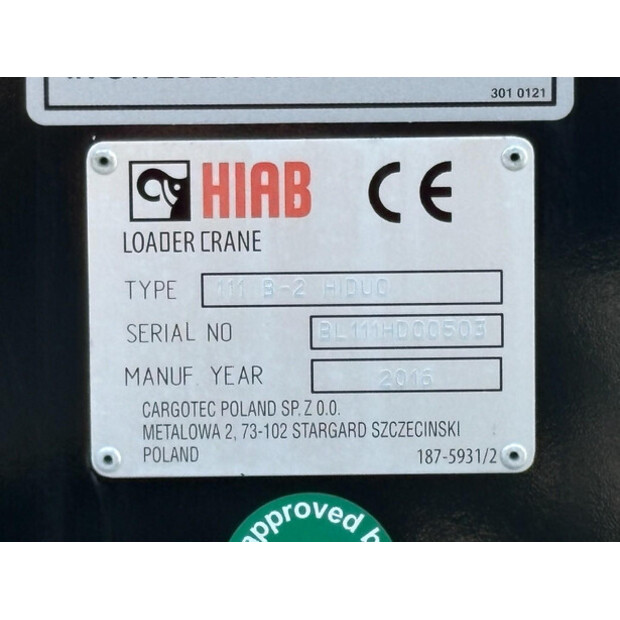 301 0121
HIAB CE
LOADER CRANE
TYPE 111 B-2 HIDUO
SERIAL NO BL111HD00503
MANUF. YEAR 2016
CARGOTEC POLAND SP. Z O.O.
METALOWA 2, 73-102 STARGARD SZCZECINSKI
POLAND 187-5931/2
approved